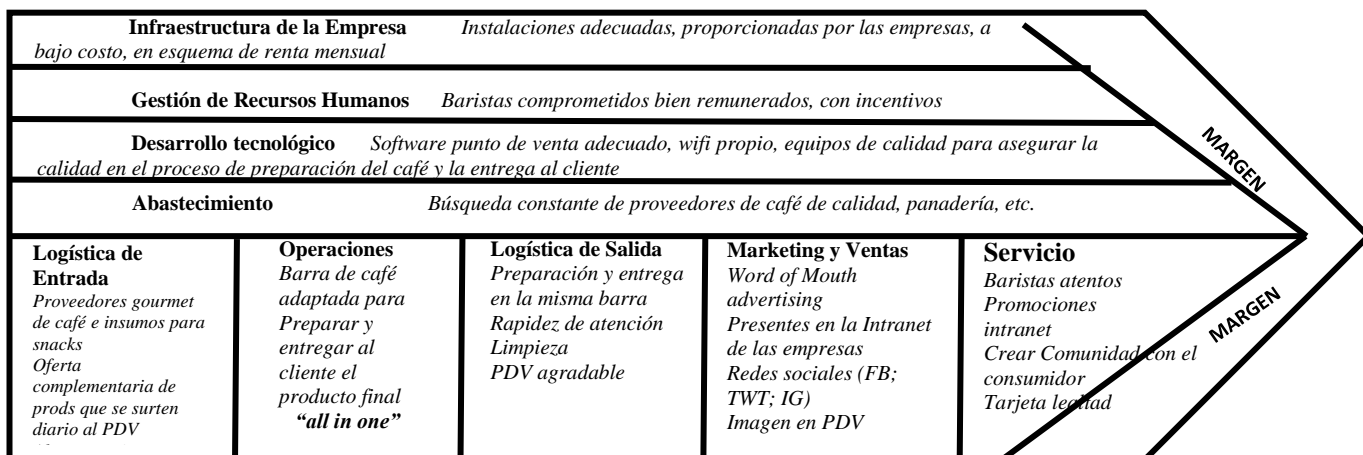 Infraestructura de la Empresa Instalaciones adecuadas, proporcionadas por las empresas, a
bajo costo, en esquema de renta mensual
Gestión de Recursos Humanos Baristas comprometidos bien remunerados, con incentivos
Desarrollo tecnológico Software punto de venta adecuado, wifi propio, equipos de calidad para asegurar la
calidad en el proceso de preparación del café y la entrega al cliente
Abastecimiento Búsqueda constante de proveedores de café de calidad, panadería, etc.
MARGEN
Logística de
Entrada
Proveedores gourmet
de café e insumos para
snacks
Oferta
complementaria de
prods que se surten
diario al PDV
Operaciones
Barra de café
adaptada para
Preparar y
entregar al
cliente el
producto final
“all in one”
Logística de Salida
Preparación y entrega
en la misma barra
Rapidez de atención
Limpieza
PDV agradable
Marketing y Ventas
Word of Mouth
advertising
Presentes en la Intranet
de las empresas
Redes sociales (FB;
TWT; IG)
Imagen en PDV
Servicio
Baristas atentos
Promociones
intranet
Crear Comunidad con el
consumidor
Tarjeta lealtad
MARGEN